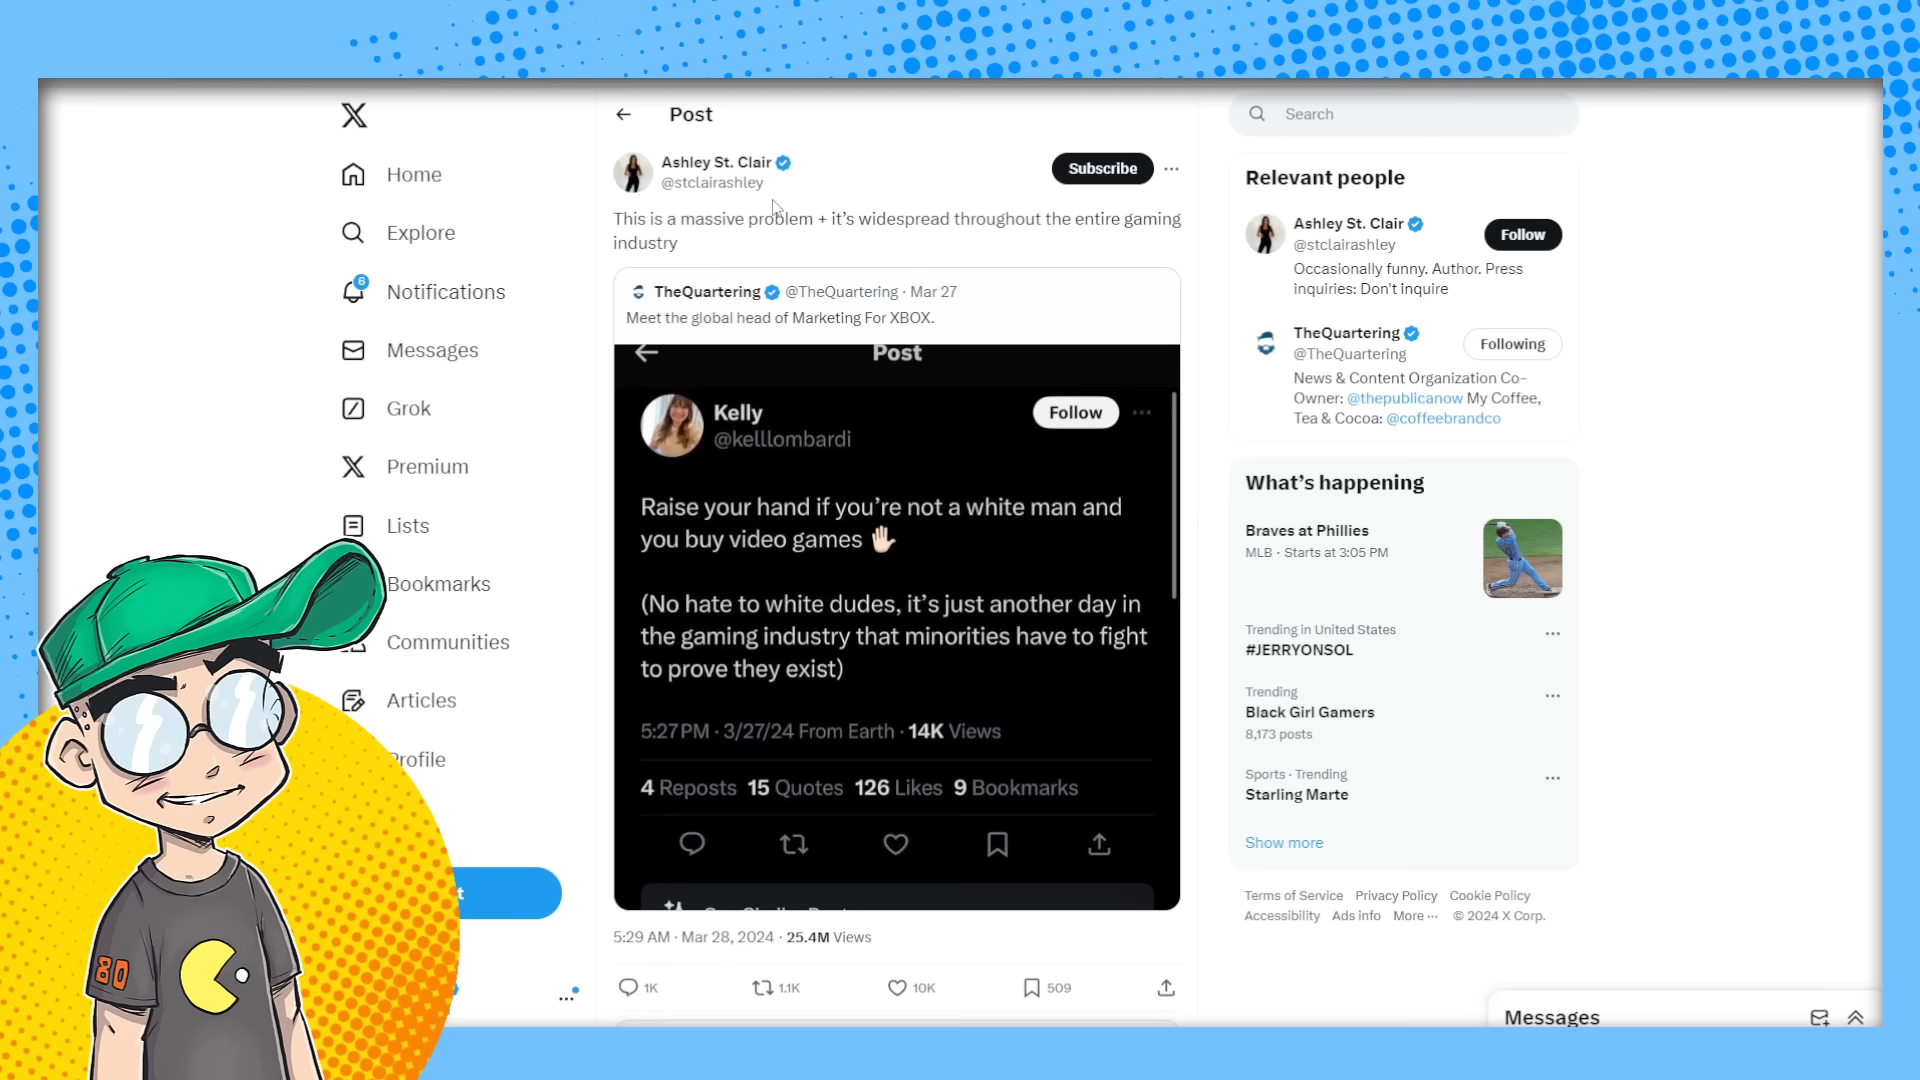 Home
Explore
6
Notifications
Messages
Grok
Premium
Lists
Bookmarks
Communities
Articles
Profile
80
Post
Ashley St. Clair
@stclairashley
Subscribe
This is a massive problem + it's widespread throughout the entire gaming
industry
TheQuartering @TheQuartering · Mar 27
Meet the global head of Marketing For XBOX.
Post
Kelly
@kelllombardi
Follow
Raise your hand if you're not a white man and
you buy video games
(No hate to white dudes, it's just another day in
the gaming industry that minorities have to fight
to prove they exist)
5:27 PM · 3/27/24 From Earth · 14K Views
4 Reposts 15 Quotes 126 Likes 9 Bookmarks
5:29 AM · Mar 28, 2024 · 25.4M Views
1K 1.1K 10K 509
Search
Relevant people
Ashley St. Clair
@stclairashley
Follow
Occasionally funny. Author. Press
inquiries: Don't inquire
TheQuartering
@TheQuartering
Following
News & Content Organization Co-
Owner: @thepublicanow My Coffee,
Tea & Cocoa: @coffeebrandco
What's happening
Braves at Phillies
MLB · Starts at 3:05 PM
Trending in United States
#JERRYONSOL
Trending
Black Girl Gamers
8,173 posts
Sports · Trending
Starling Marte
Show more
Terms of Service Privacy Policy Cookie Policy
Accessibility Ads info More ··· © 2024 X Corp.
Messages